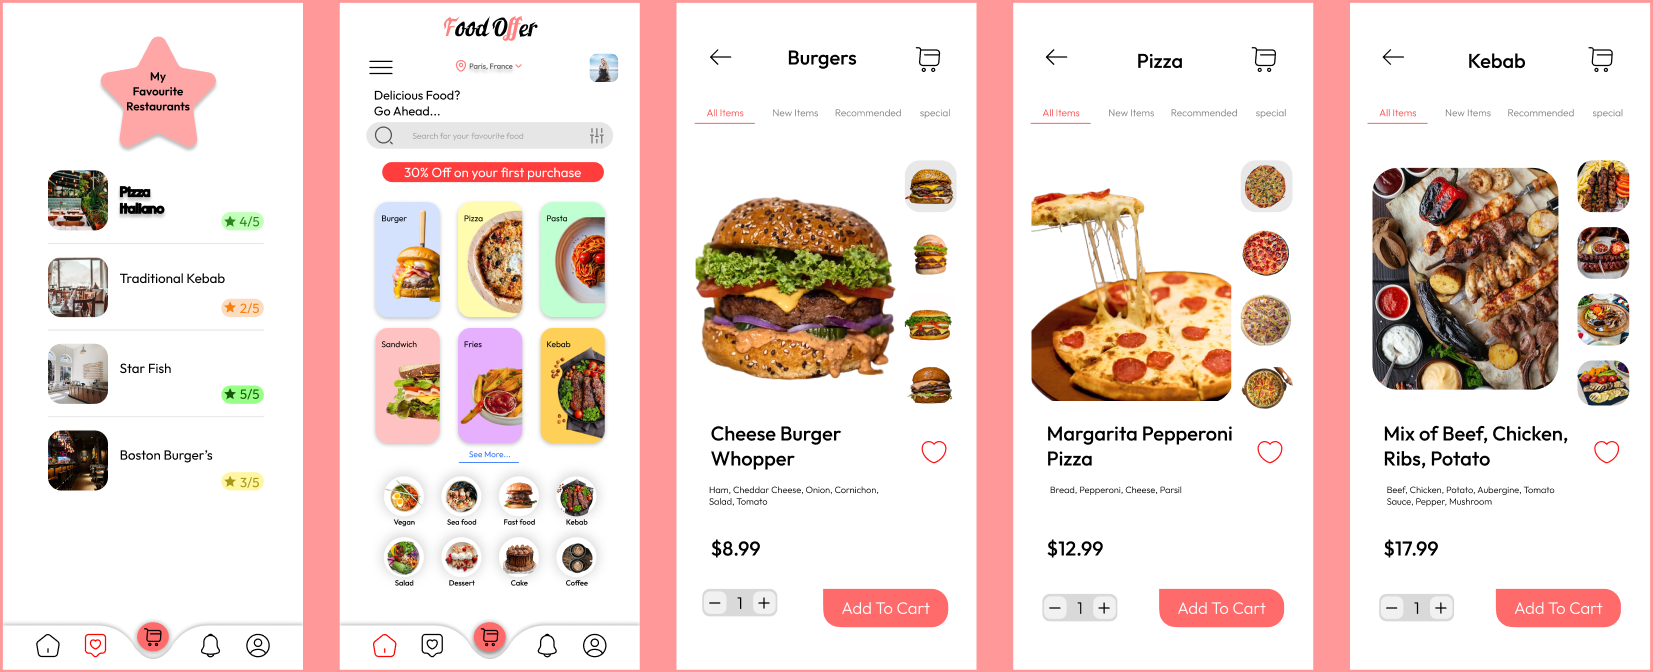 My
Favourite
Restaurants
Pizza
Italiano
4/5
Traditional Kebab
2/5
Star Fish
5/5
Boston Burger's
3/5
Food Offer
Paris, France
Delicious Food?
Go Ahead...
Search for your favourite food
30% Off on your first purchase
Burger
Pizza
Pasta
Sandwich
Fries
Kebab
See More...
Vegan
Sea food
Fast food
Kebab
Salad
Dessert
Cake
Coffee
Burgers
All Items
New Items
Recommended
special
Cheese Burger
Whopper
Ham, Cheddar Cheese, Onion, Cornichon,
Salad, Tomato
$8.99
1
Add To Cart
Pizza
All Items
New Items
Recommended
special
Margarita Pepperoni
Pizza
Bread, Pepperoni, Cheese, Parsil
$12.99
1
Add To Cart
Kebab
All Items
New Items
Recommended
special
Mix of Beef, Chicken,
Ribs, Potato
Beef, Chicken, Potato, Aubergine, Tomato
Sauce, Pepper, Mushroom
$17.99
1
Add To Cart